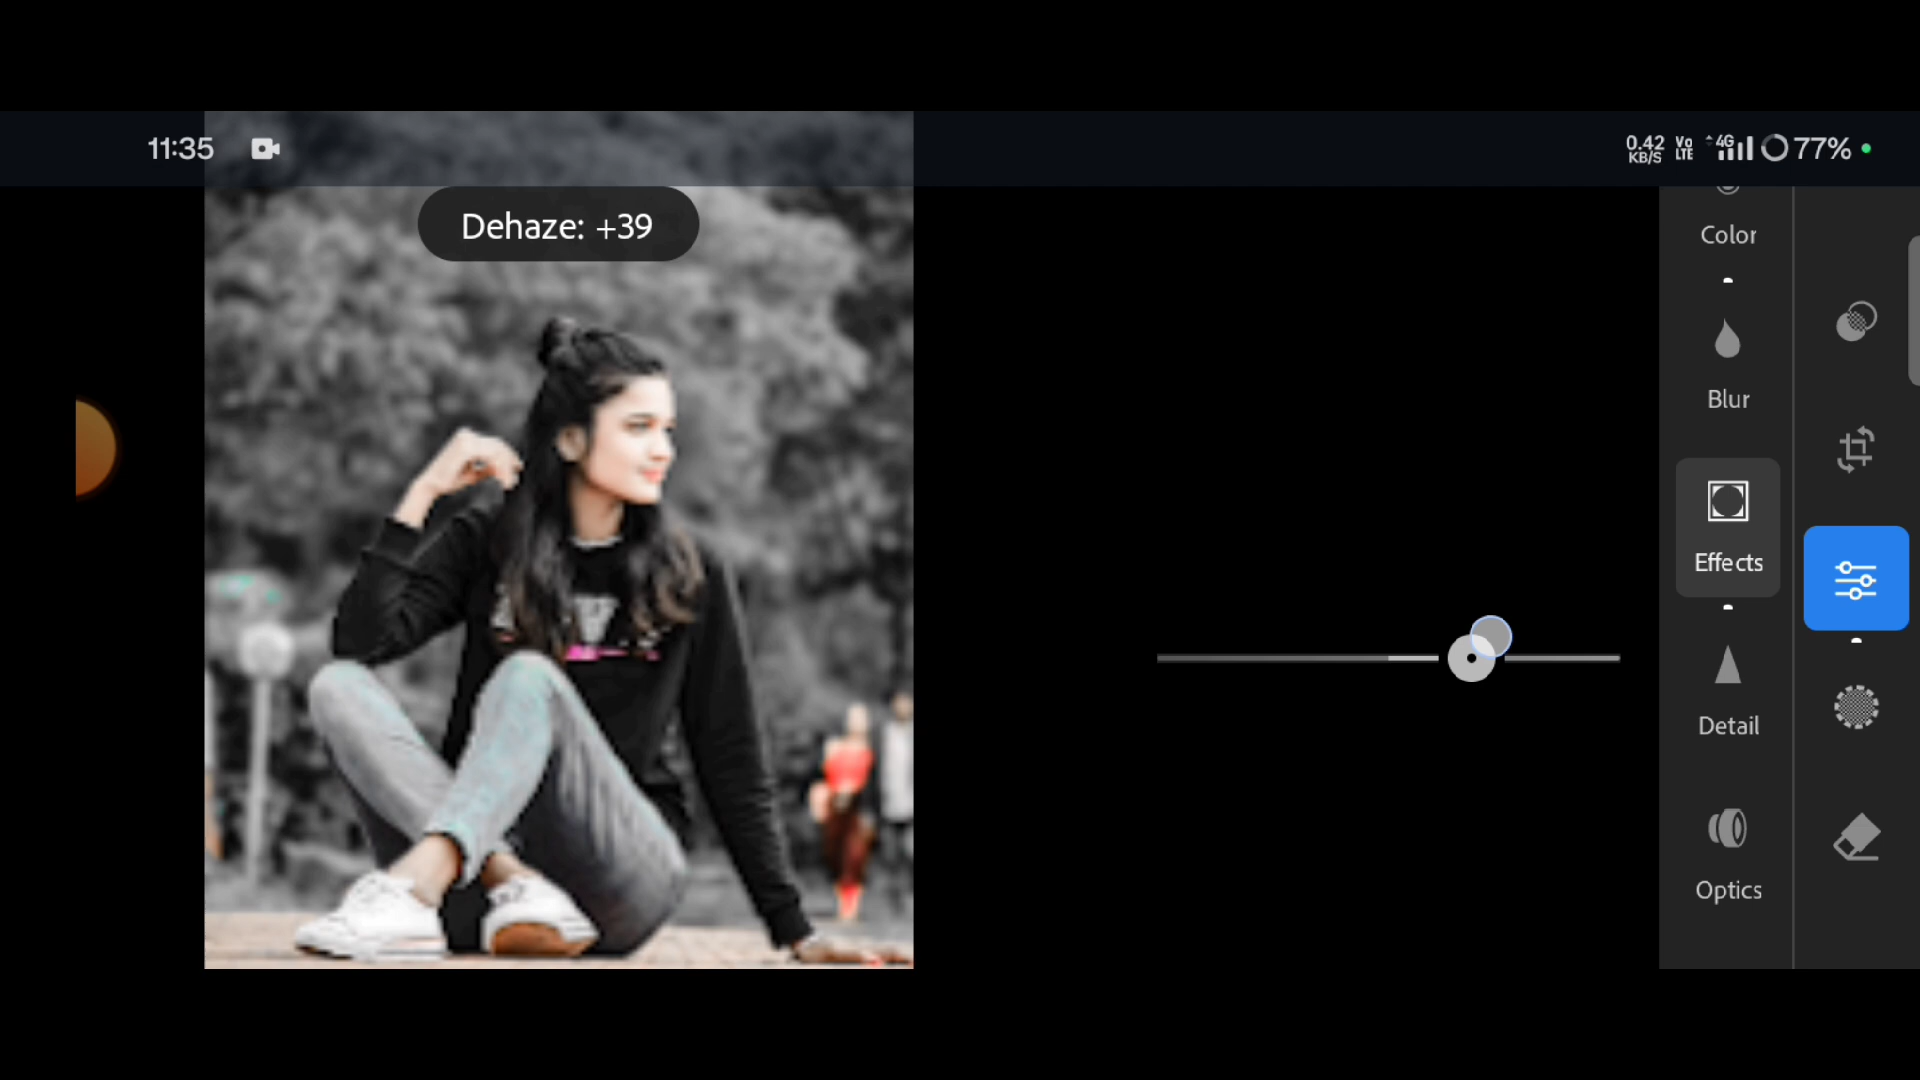 11:35
0.42 KB/S Vo LTE 4G 77%
Dehaze: +39
Color
Blur
Effects
Detail
Optics